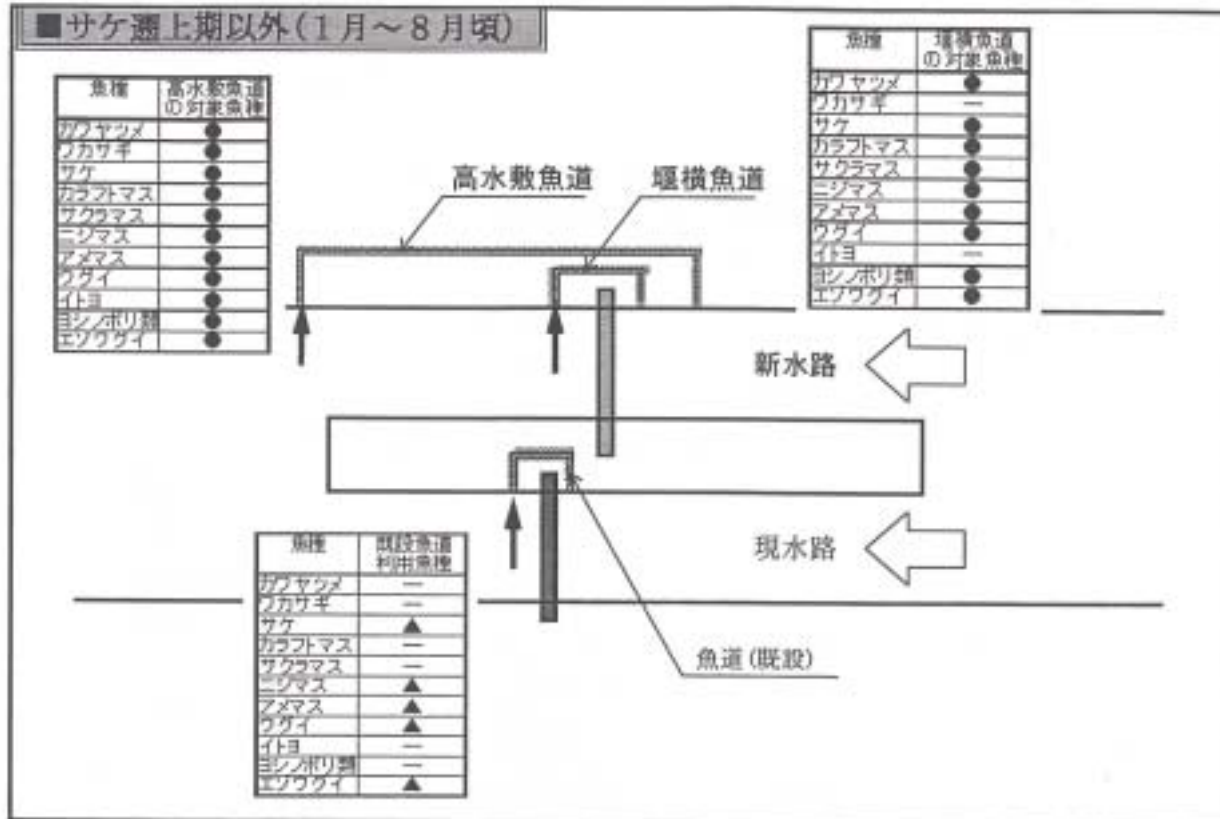 ■サケ遡上期以外(1月～8月頃)
魚種 高水敷魚道の対象魚種
カワヤツメ ●
ワカサギ ●
サケ ●
カラフトマス ●
サクラマス ●
ニジマス ●
アメマス ●
ウグイ ●
イトヨ ●
ヨシノボリ類 ●
エゾウグイ ●
魚種 堰横魚道の対象魚種
カワヤツメ ●
ワカサギ ―
サケ ●
カラフトマス ●
サクラマス ●
ニジマス ●
アメマス ●
ウグイ ●
イトヨ ―
ヨシノボリ類 ●
エゾウグイ ●
高水敷魚道
堰横魚道
新水路
現水路
魚道(既設)
魚種 既設魚道利用魚種
カワヤツメ ―
ワカサギ ―
サケ ▲
カラフトマス ―
サクラマス ―
ニジマス ▲
アメマス ▲
ウグイ ▲
イトヨ ―
ヨシノボリ類 ―
エゾウグイ ▲